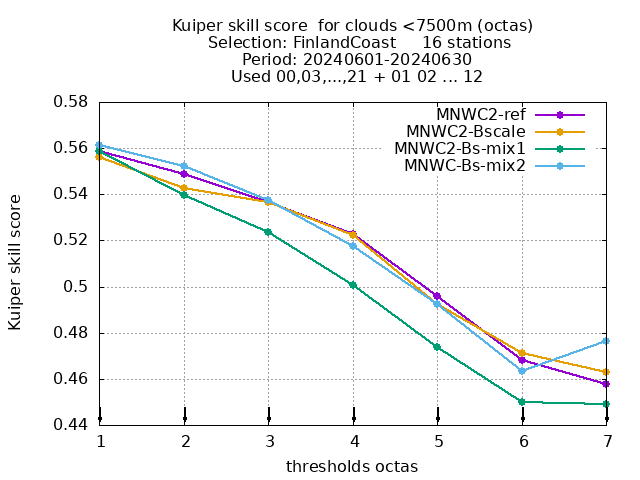 Kuiper skill score  for clouds <7500m (octas)
Selection: FinlandCoast     16 stations
Period: 20240601-20240630
Used 00,03,...,21 + 01 02 ... 12
MNWC2-ref
MNWC2-Bscale
MNWC2-Bs-mix1
MNWC-Bs-mix2
Kuiper skill score
0.58
0.56
0.54
0.52
0.5
0.48
0.46
0.44
1 2 3 4 5 6 7
thresholds octas